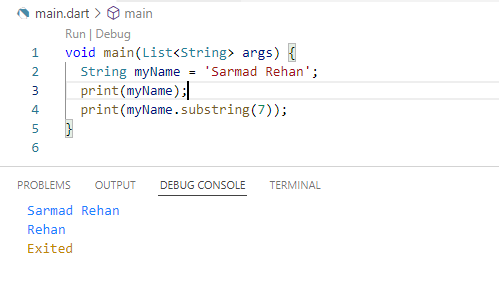 main.dart > main
Run | Debug
1 void main(List<String> args) {
2 String myName = 'Sarmad Rehan';
3 print(myName);
4 print(myName.substring(7));
5 }
6
PROBLEMS OUTPUT DEBUG CONSOLE TERMINAL
Sarmad Rehan
Rehan
Exited